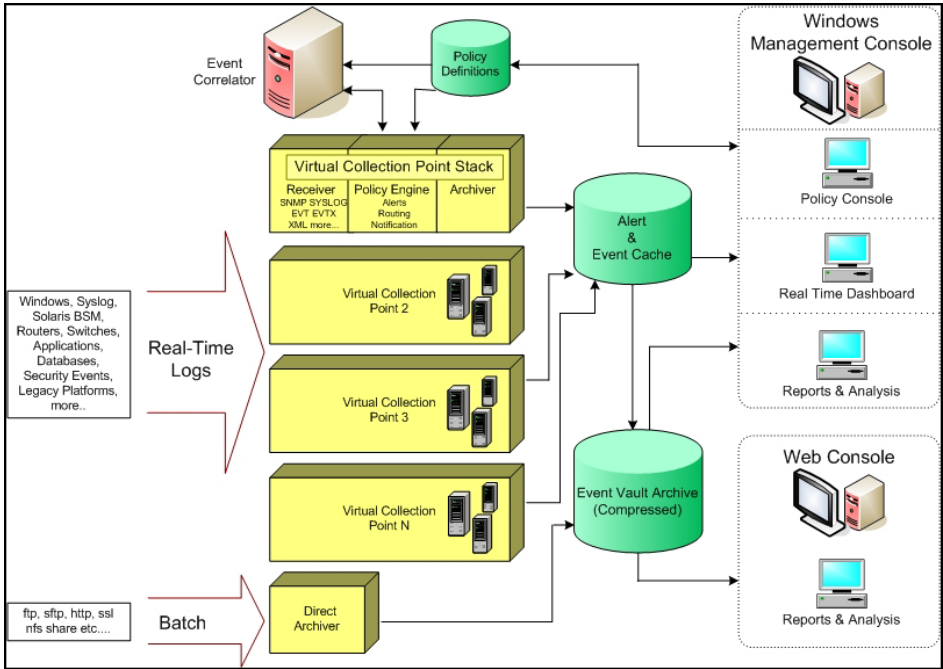 Event
Correlator
Policy
Definitions
Windows
Management Console
Policy Console
Real Time Dashboard
Reports & Analysis
Virtual Collection Point Stack
Receiver
SNMP SYSLOG
EVT EVTX
XML more...
Policy Engine
Alerts
Routing
Notification
Archiver
Alert
&
Event Cache
Windows, Syslog,
Solaris BSM,
Routers, Switches,
Applications,
Databases,
Security Events,
Legacy Platforms,
more..
Real-Time
Logs
Virtual Collection
Point 2
Virtual Collection
Point 3
Virtual Collection
Point N
Event Vault Archive
(Compressed)
Web Console
Reports & Analysis
ftp, sftp, http, ssl
nfs share etc....
Batch
Direct
Archiver